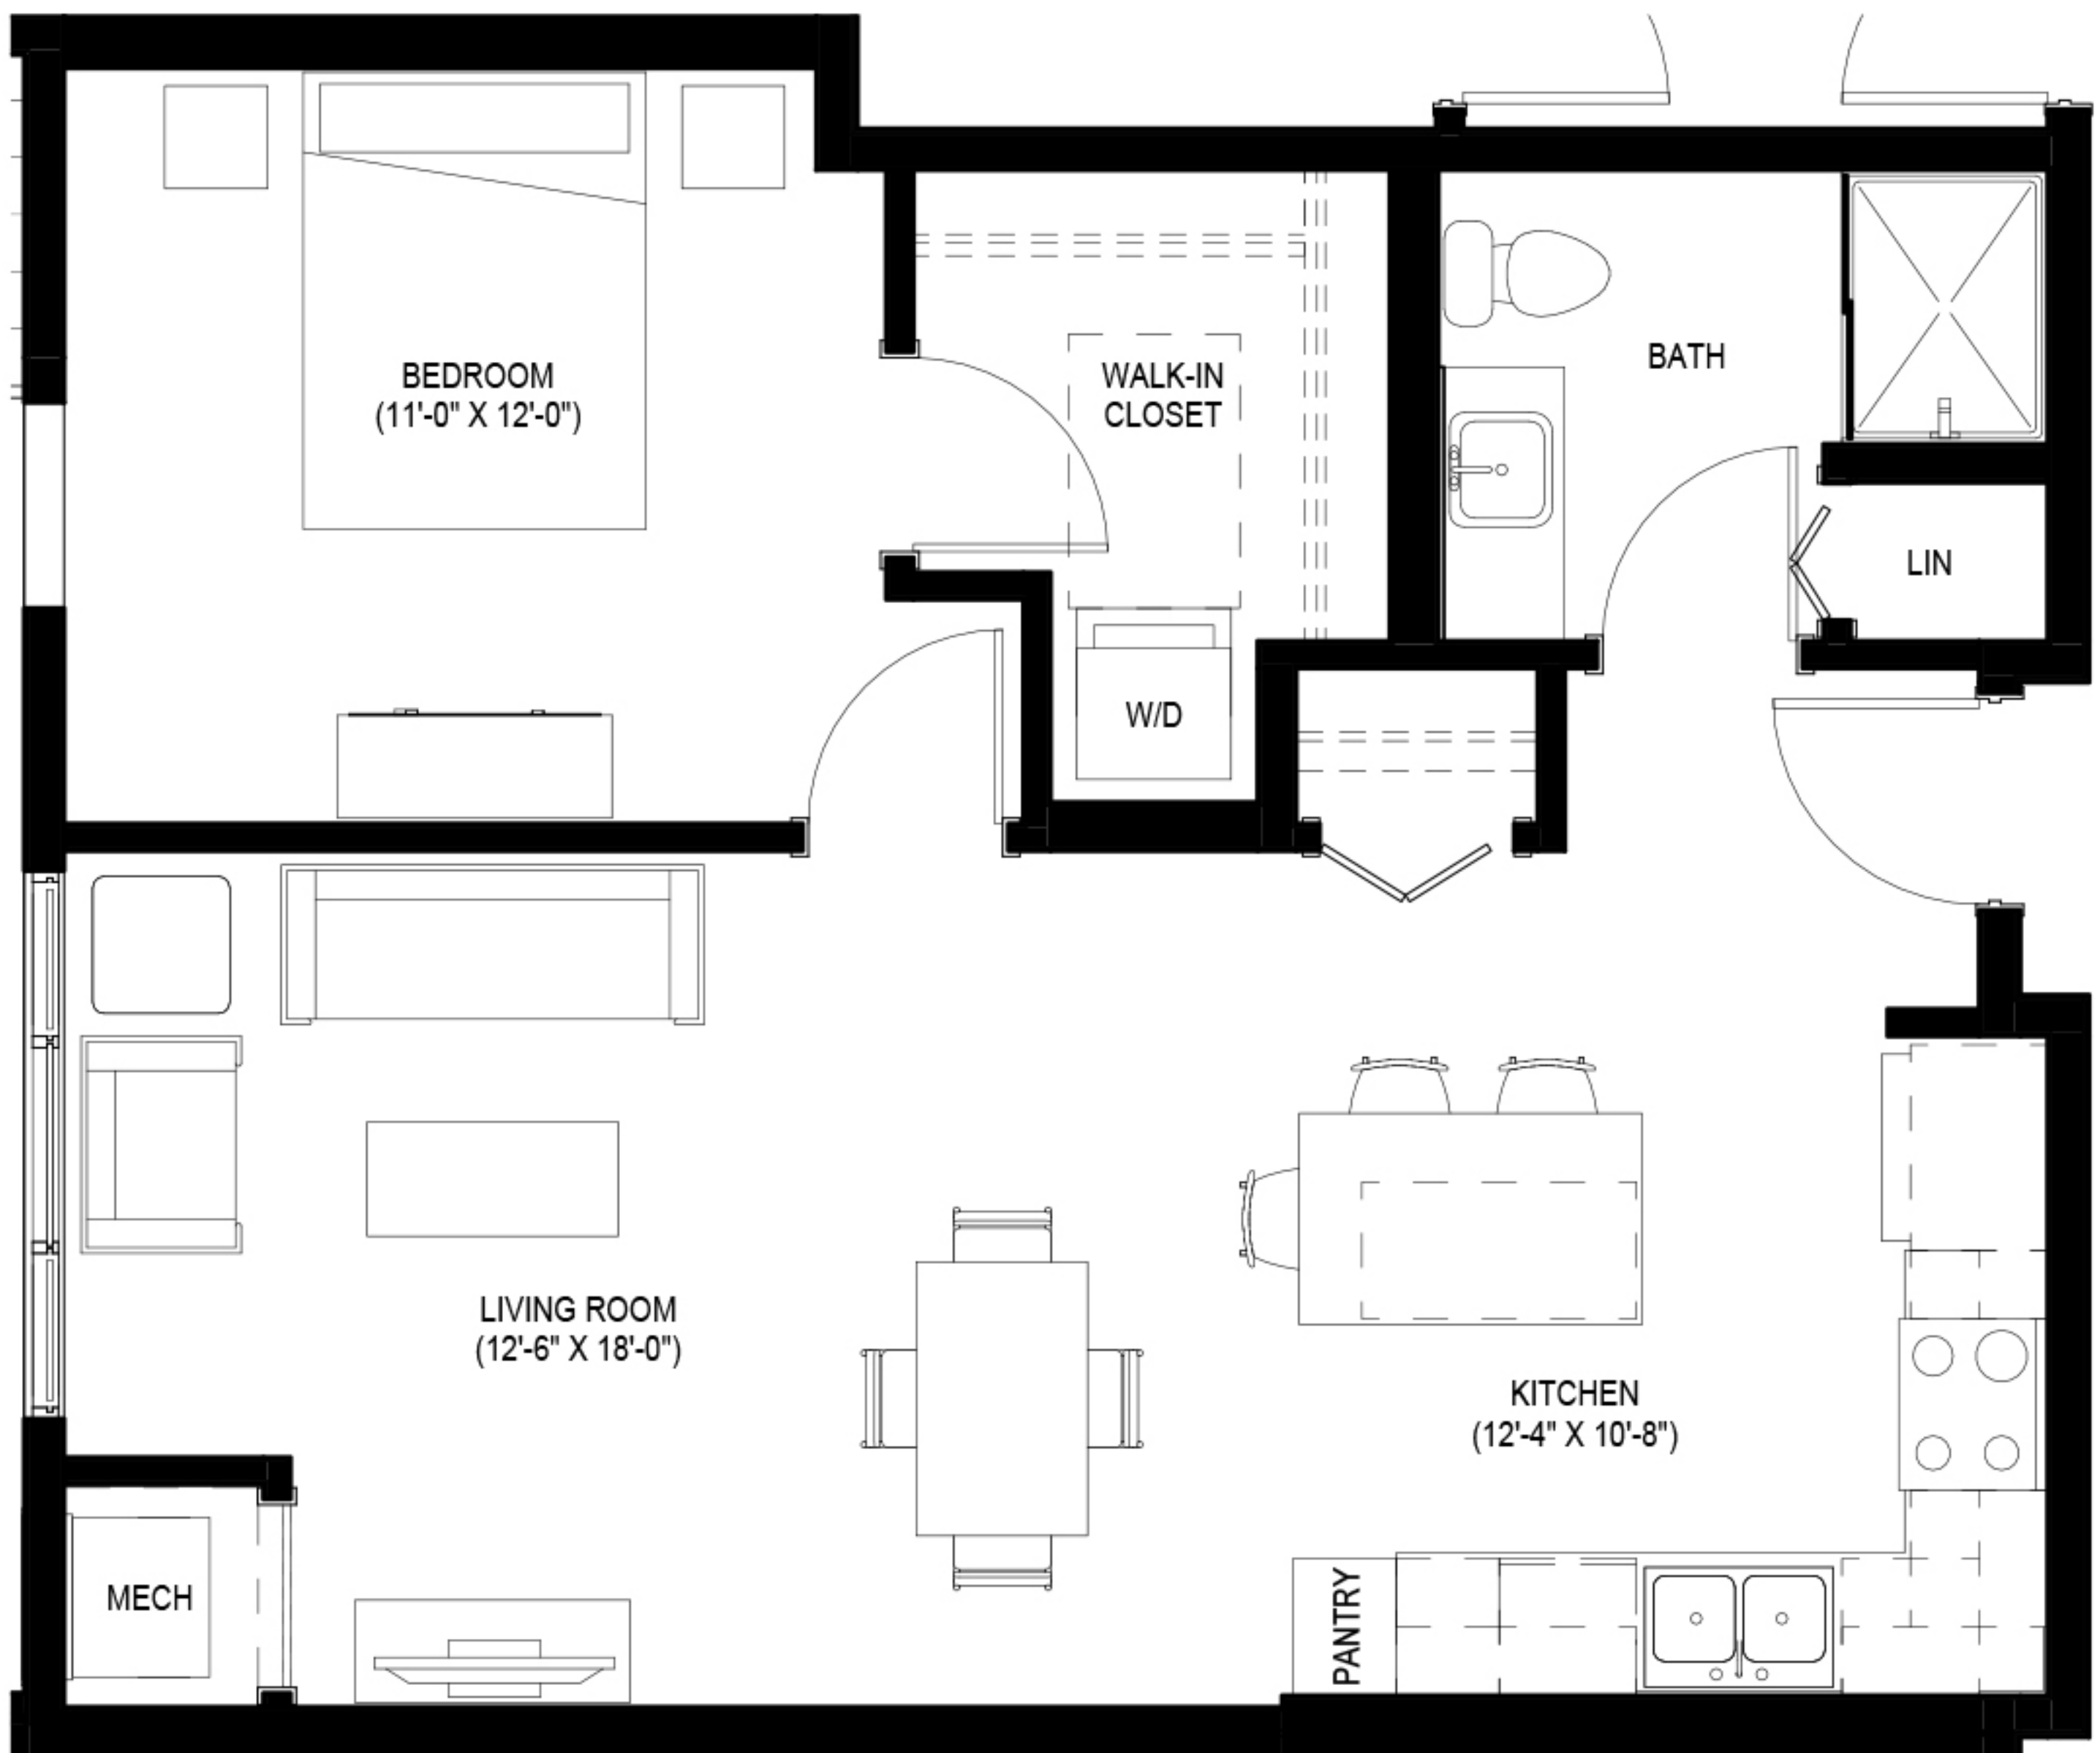 BEDROOM
(11'-0" X 12'-0")
WALK-IN
CLOSET
BATH
LIN
W/D
LIVING ROOM
(12'-6" X 18'-0")
KITCHEN
(12'-4" X 10'-8")
MECH
PANTRY